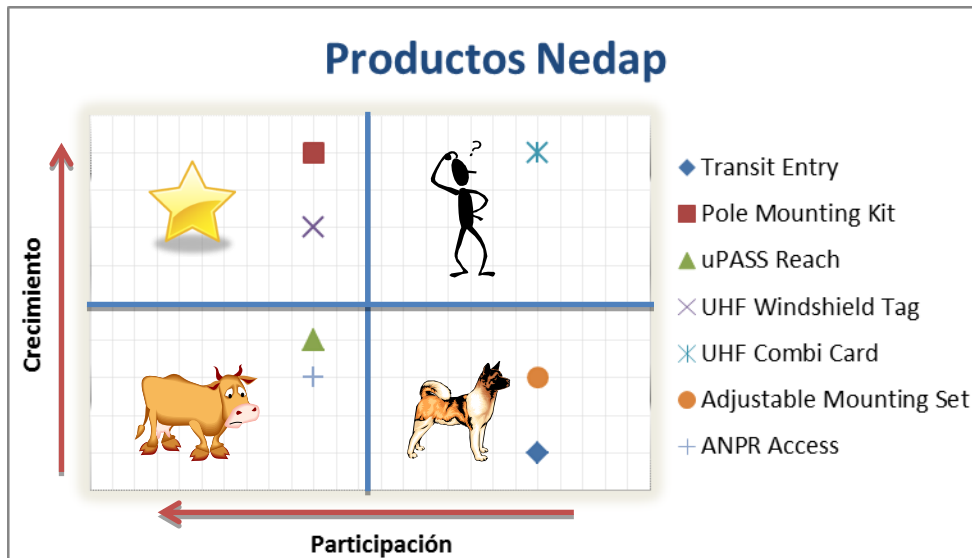 Productos Nedap
Crecimiento
?
Transit Entry
Pole Mounting Kit
uPASS Reach
UHF Windshield Tag
UHF Combi Card
Adjustable Mounting Set
ANPR Access
Participación